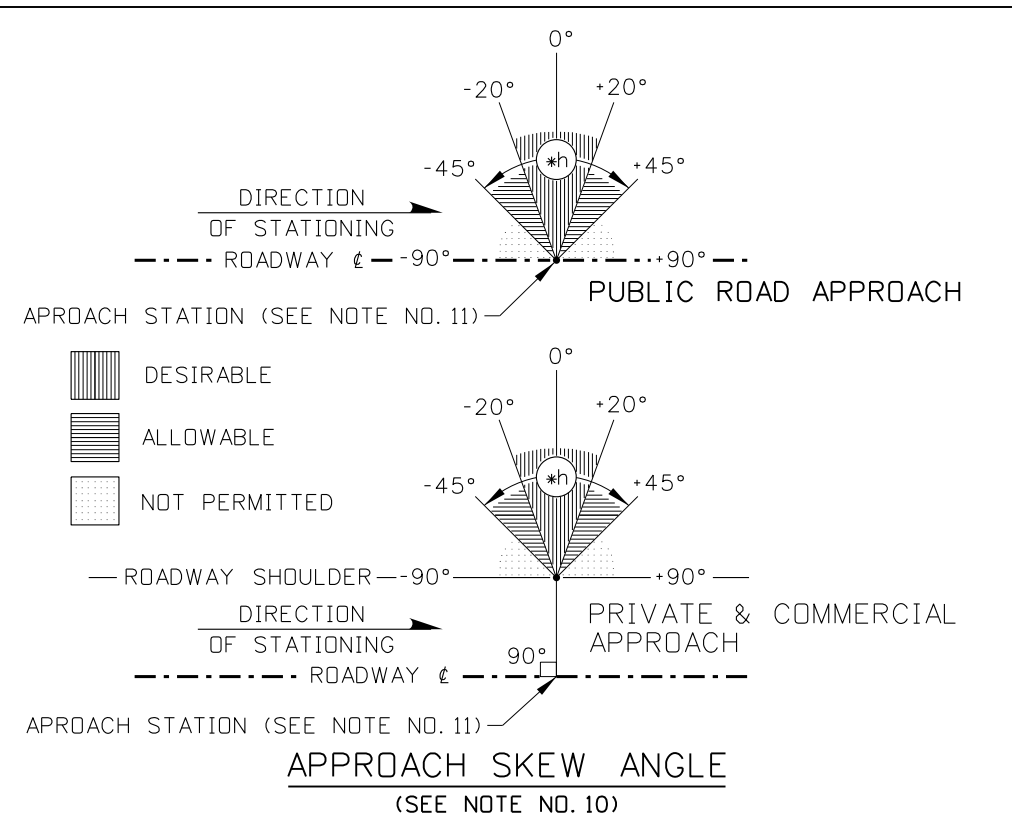 0°
-20°
+20°
*h
-45°
+45°
DIRECTION
OF STATIONING
ROADWAY ℄
-90°
+90°
PUBLIC ROAD APPROACH
APROACH STATION (SEE NOTE NO. 11)
DESIRABLE
ALLOWABLE
NOT PERMITTED
0°
-20°
+20°
*h
-45°
+45°
ROADWAY SHOULDER
-90°
+90°
DIRECTION
OF STATIONING
PRIVATE & COMMERCIAL
APPROACH
90°
ROADWAY ℄
APROACH STATION (SEE NOTE NO. 11)
APPROACH SKEW ANGLE
(SEE NOTE NO. 10)